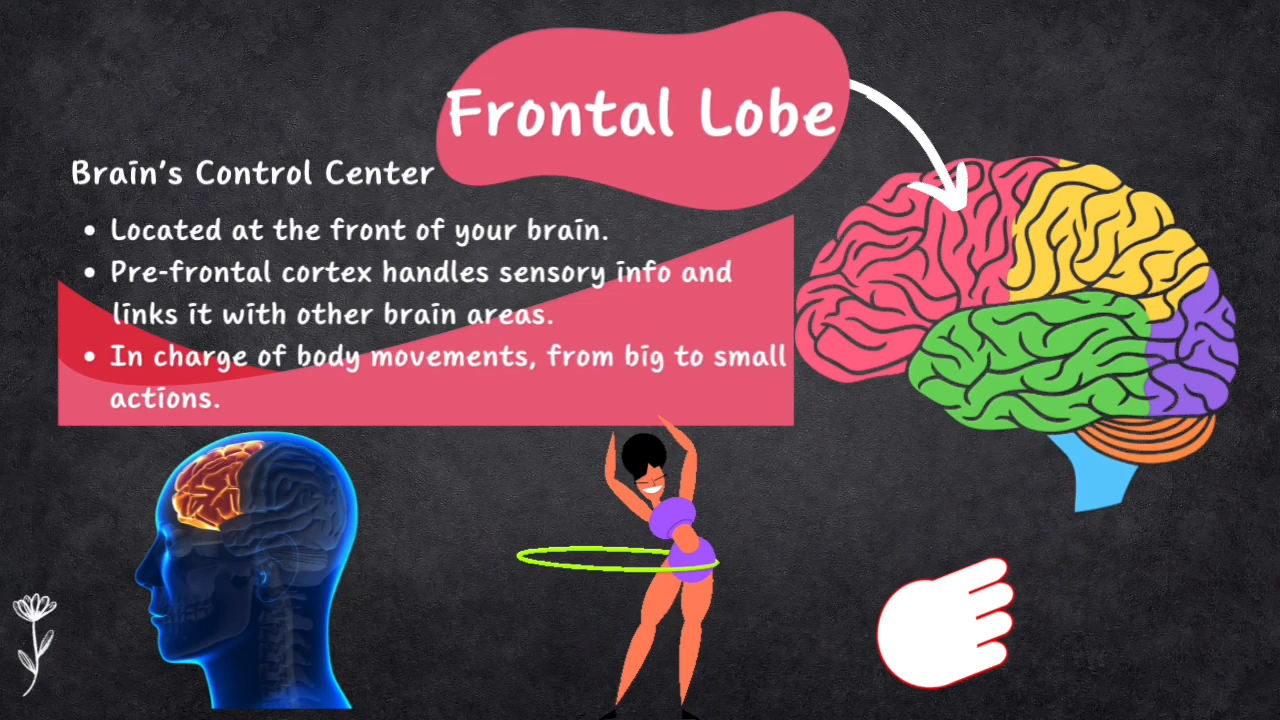 Frontal Lobe
Brain's Control Center
• Located at the front of your brain.
• Pre-frontal cortex handles sensory info and
links it with other brain areas.
• In charge of body movements, from big to small
actions.